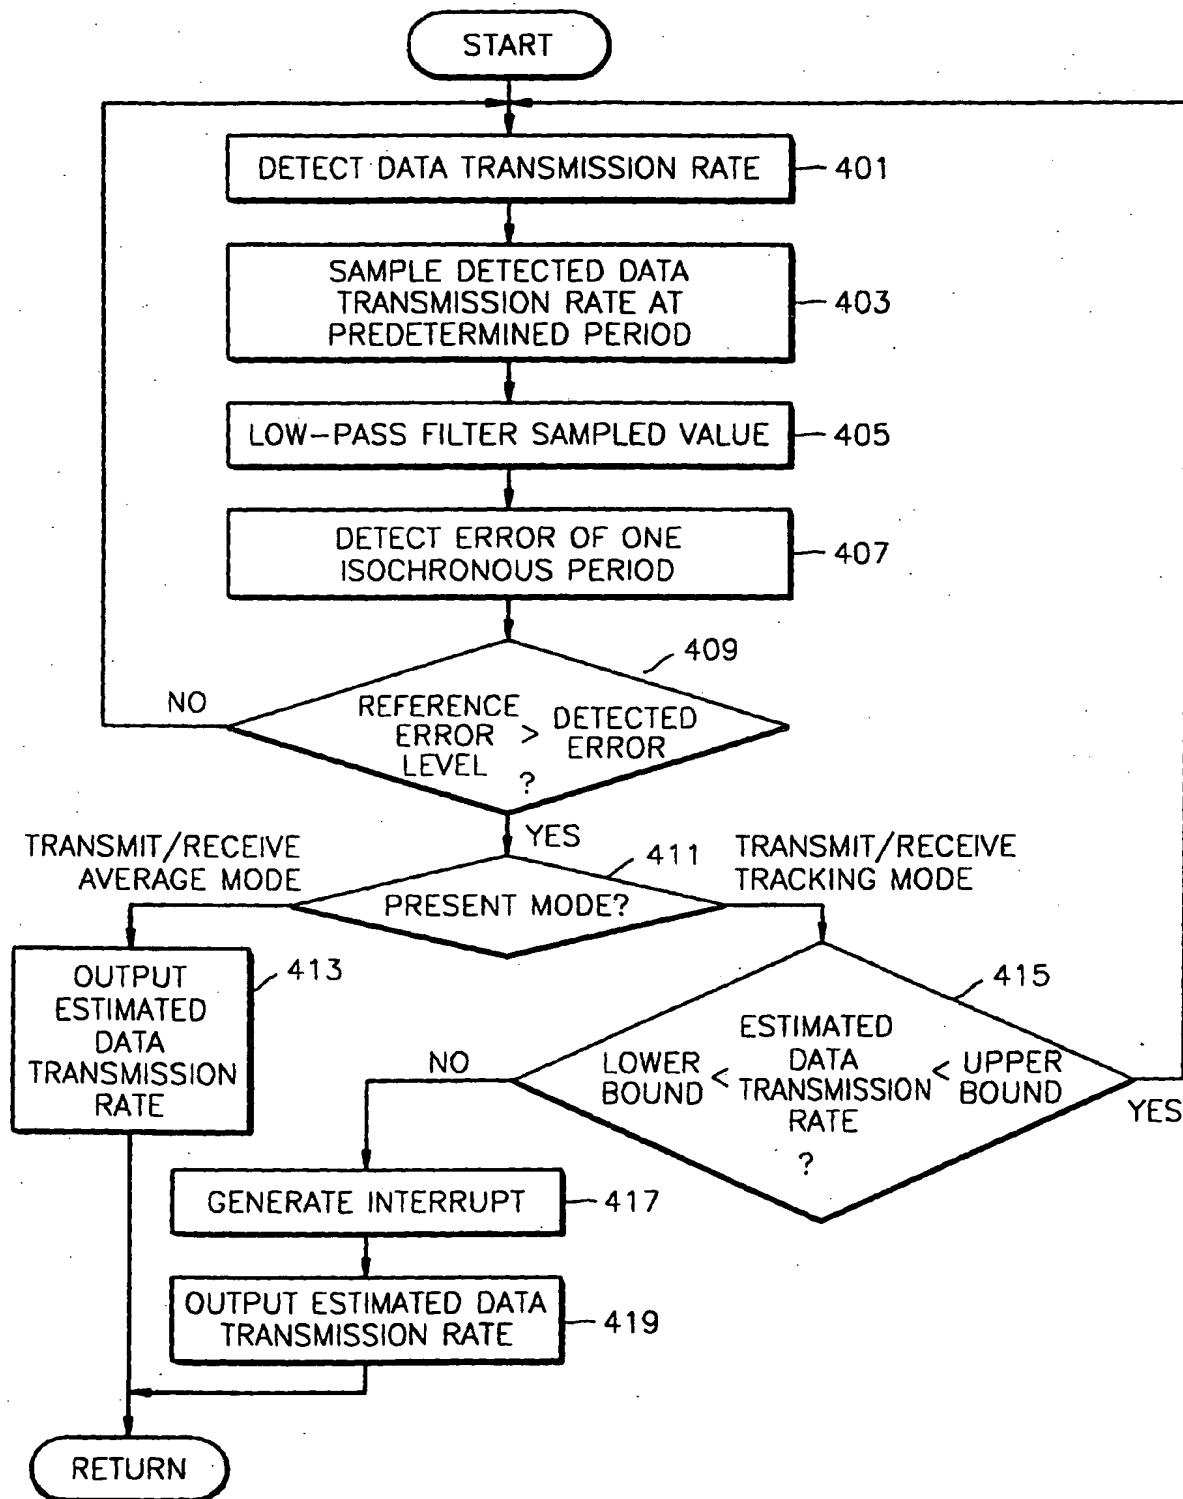 START
DETECT DATA TRANSMISSION RATE
401
SAMPLE DETECTED DATA
TRANSMISSION RATE AT
PREDETERMINED PERIOD
403
LOW-PASS FILTER SAMPLED VALUE
405
DETECT ERROR OF ONE
ISOCHRONOUS PERIOD
407
409
NO
REFERENCE
ERROR
LEVEL
>
DETECTED
ERROR
?
YES
TRANSMIT/RECEIVE
AVERAGE MODE
411
PRESENT MODE?
TRANSMIT/RECEIVE
TRACKING MODE
OUTPUT
ESTIMATED
DATA
TRANSMISSION
RATE
413
415
NO
LOWER
BOUND
<
ESTIMATED
DATA
TRANSMISSION
RATE
<
UPPER
BOUND
?
YES
GENERATE INTERRUPT
417
OUTPUT ESTIMATED DATA
TRANSMISSION RATE
419
RETURN